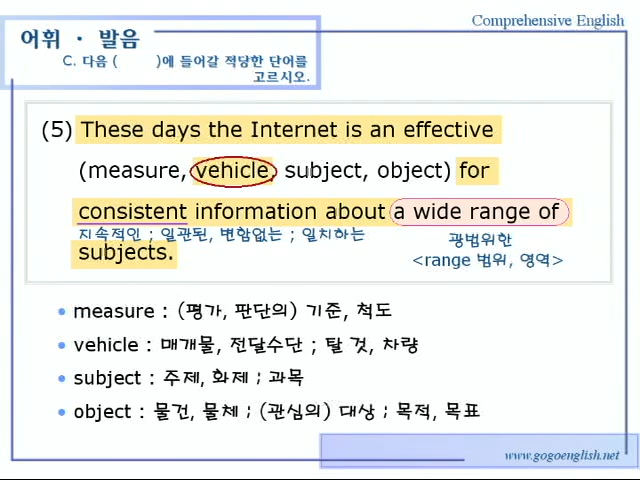 Comprehensive English
어휘 · 발음
C. 다음 (        )에 들어갈 적당한 단어를
고르시오.
(5) These days the Internet is an effective
(measure, vehicle, subject, object) for
consistent information about a wide range of
지속적인 ; 일관된, 변함없는 ; 일치하는
광범위한
subjects.
<range 범위, 영역>
• measure : (평가, 판단의) 기준, 척도
• vehicle : 매개물, 전달수단 ; 탈 것, 차량
• subject : 주제, 화제 ; 과목
• object : 물건, 물체 ; (관심의) 대상 ; 목적, 목표
www.gogoenglish.net